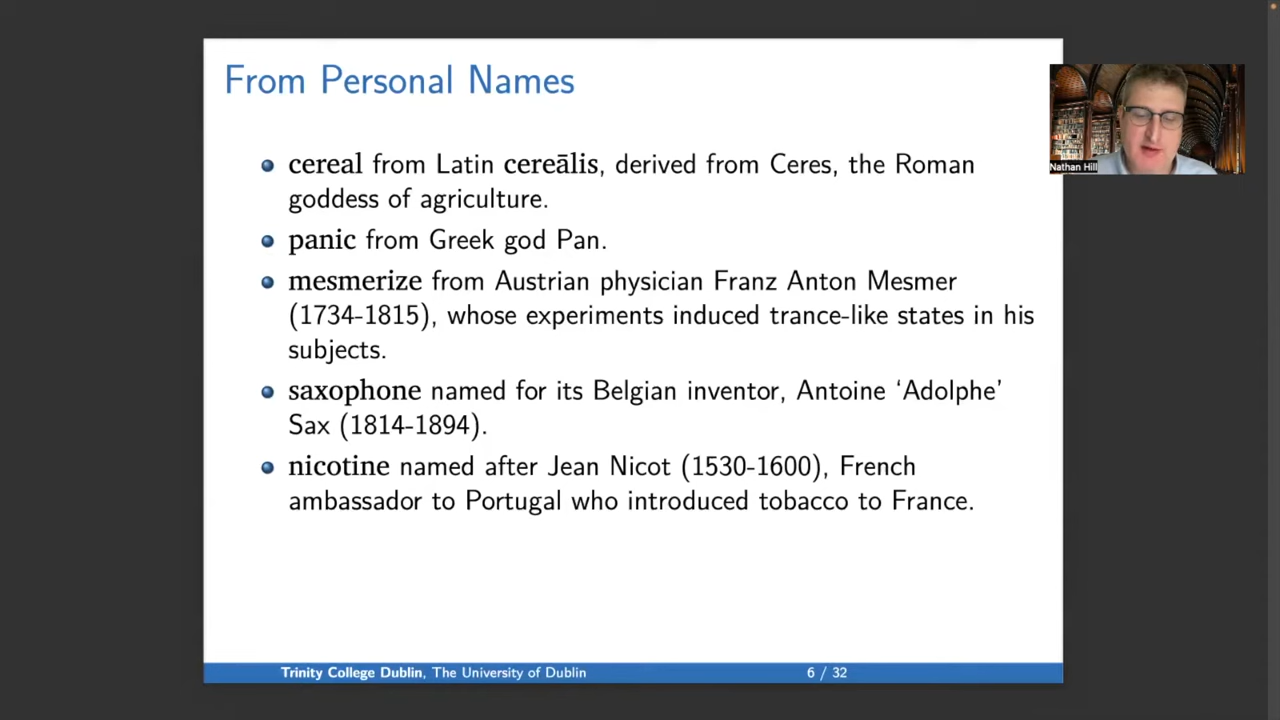 From Personal Names
cereal from Latin cereālis, derived from Ceres, the Roman
goddess of agriculture.
panic from Greek god Pan.
mesmerize from Austrian physician Franz Anton Mesmer
(1734-1815), whose experiments induced trance-like states in his
subjects.
saxophone named for its Belgian inventor, Antoine ‘Adolphe’
Sax (1814-1894).
nicotine named after Jean Nicot (1530-1600), French
ambassador to Portugal who introduced tobacco to France.
Nathan Hill
Trinity College Dublin, The University of Dublin
6 / 32